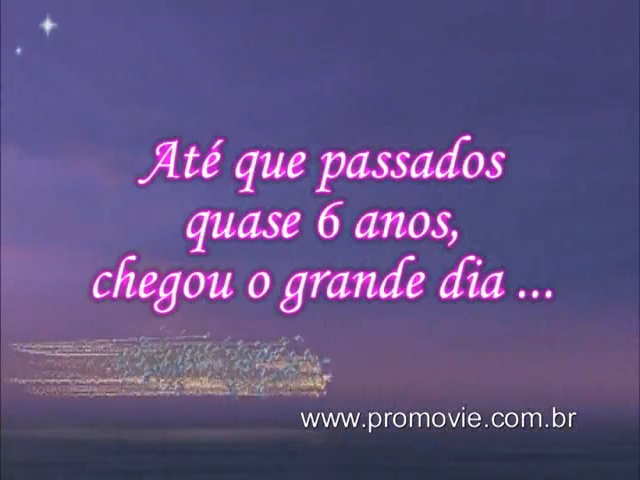 Até que passados
quase 6 anos,
chegou o grande dia ...
www.promovie.com.br